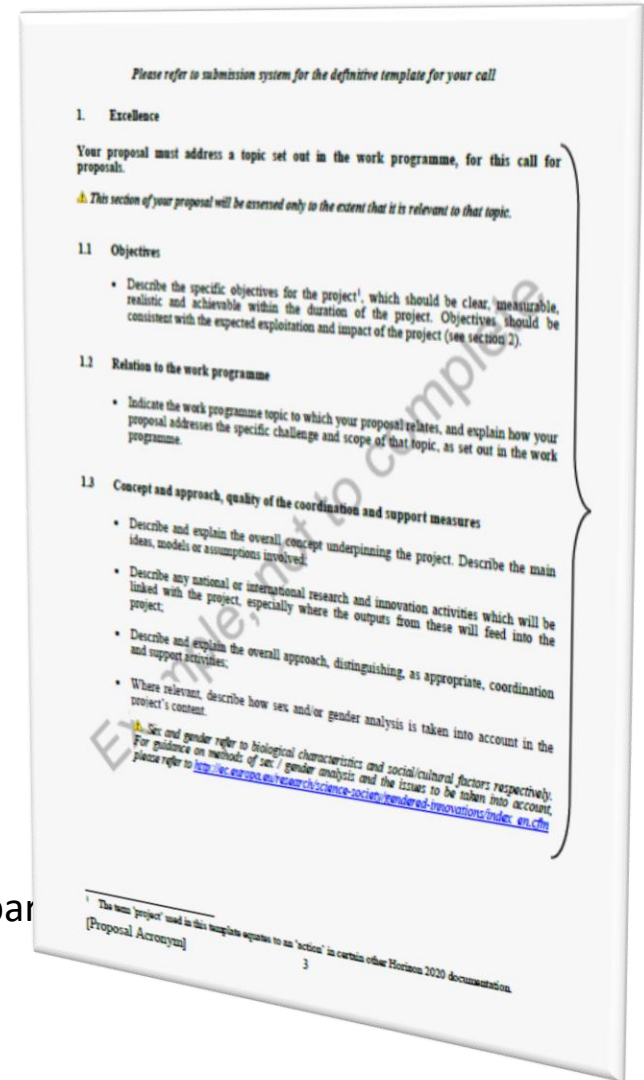 Please refer to submission system for the definitive template for your call
1. Excellence
Your proposal must address a topic set out in the work programme, for this call for
proposals.
This section of your proposal will be assessed only to the extent that it is relevant to that topic.
1.1 Objectives
• Describe the specific objectives for the project¹, which should be clear, measurable,
realistic and achievable within the duration of the project. Objectives should be
consistent with the expected exploitation and impact of the project (see section 2).
1.2 Relation to the work programme
• Indicate the work programme topic to which your proposal relates, and explain how your
proposal addresses the specific challenge and scope of that topic, as set out in the work
programme.
1.3 Concept and approach, quality of the coordination and support measures
• Describe and explain the overall concept underpinning the project. Describe the main
ideas, models or assumptions involved;
• Describe any national or international research and innovation activities which will be
linked with the project, especially where the outputs from these will feed into the
project;
• Describe and explain the overall approach, distinguishing, as appropriate, coordination
and support activities;
• Where relevant, describe how sex and/or gender analysis is taken into account in the
project's content.
Sex and gender refer to biological characteristics and social/cultural factors respectively.
For guidance on methods of sex / gender analysis and the issues to be taken into account,
please refer to http://ec.europa.eu/research/science-society/gendered-innovations/index_en.cfm
Example, not to complete
¹ The term 'project' used in this template equates to an 'action' in certain other Horizon 2020 documentation.
[Proposal Acronym]
3